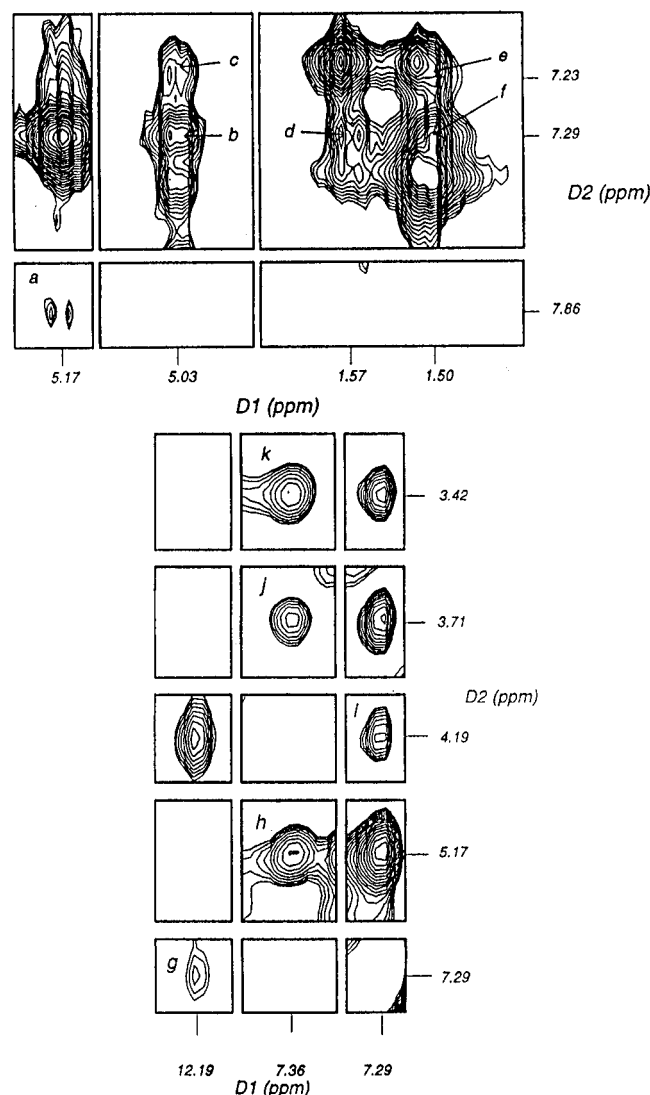 c
e
7.23
f
d
b
7.29
D2 (ppm)
a
7.86
5.17
5.03
1.57
1.50
D1 (ppm)
k
3.42
j
3.71
D2 (ppm)
i
4.19
h
5.17
g
7.29
12.19
7.36
7.29
D1 (ppm)